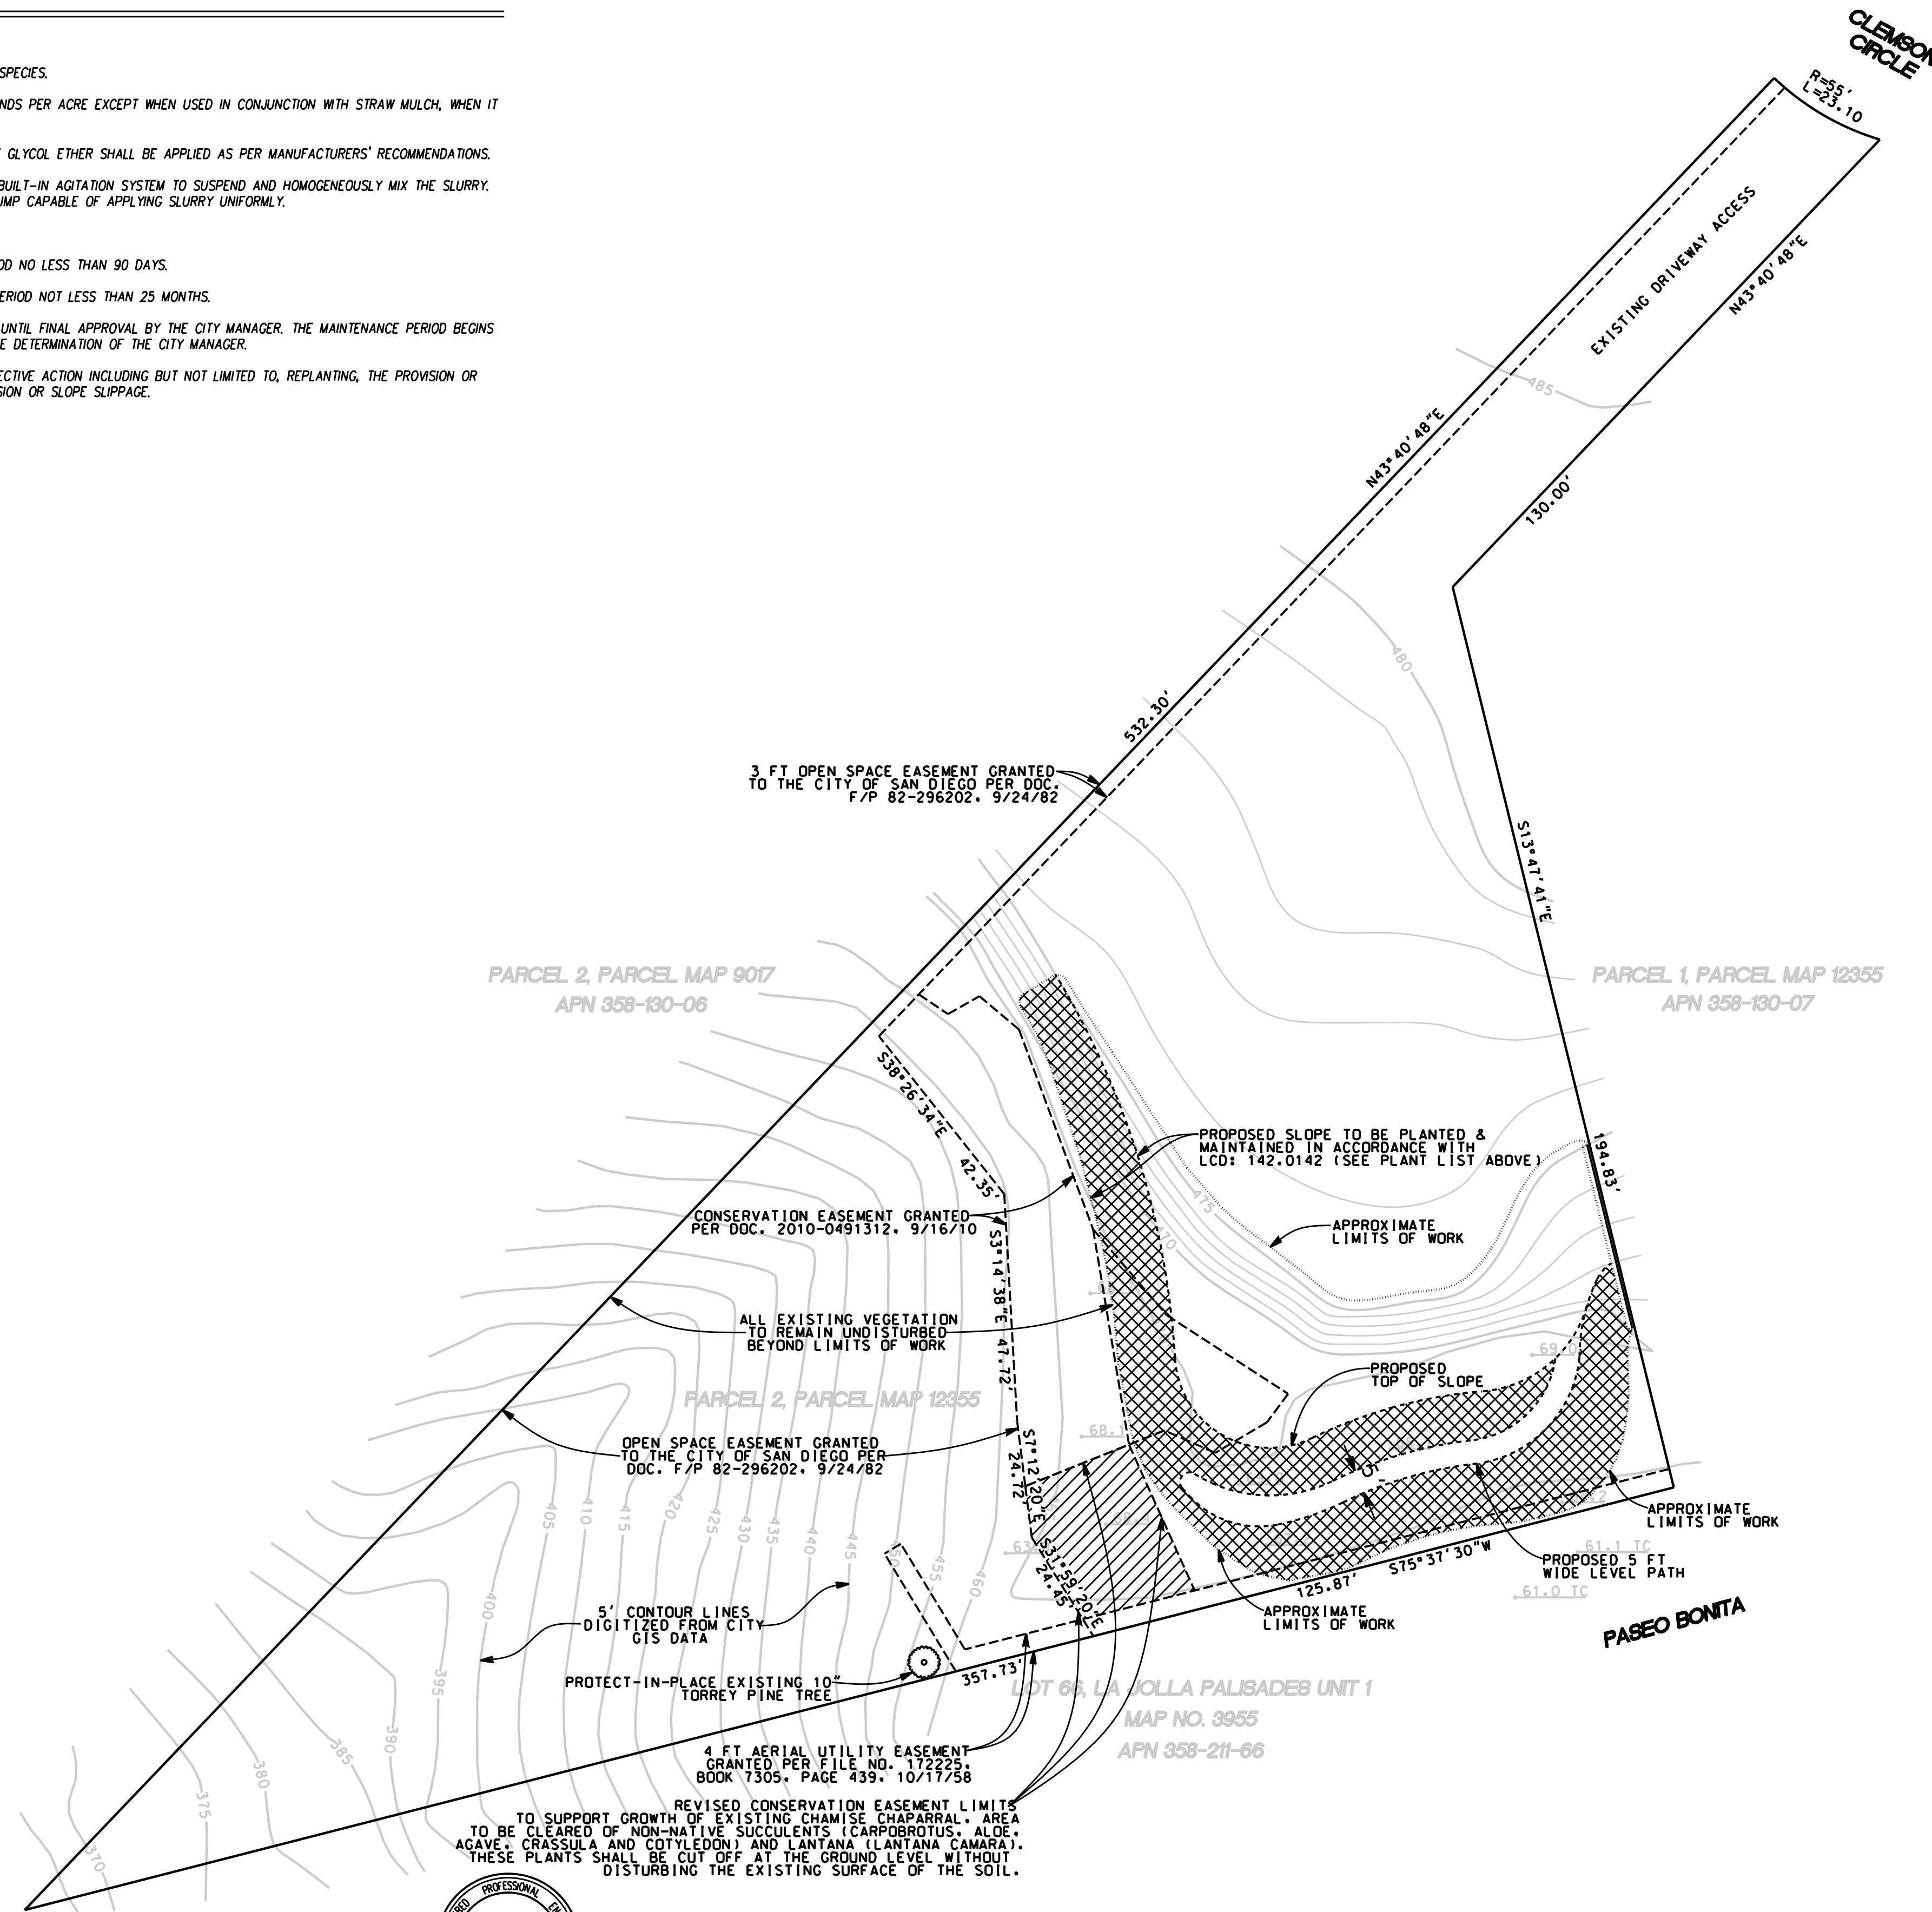 SPECIES.
NDS PER ACRE EXCEPT WHEN USED IN CONJUNCTION WITH STRAW MULCH, WHEN IT
GLYCOL ETHER SHALL BE APPLIED AS PER MANUFACTURERS' RECOMMENDATIONS.
BUILT-IN AGITATION SYSTEM TO SUSPEND AND HOMOGENEOUSLY MIX THE SLURRY.
UMP CAPABLE OF APPLYING SLURRY UNIFORMLY.
OD NO LESS THAN 90 DAYS.
ERIOD NOT LESS THAN 25 MONTHS.
UNTIL FINAL APPROVAL BY THE CITY MANAGER. THE MAINTENANCE PERIOD BEGINS
E DETERMINATION OF THE CITY MANAGER.
ECTIVE ACTION INCLUDING BUT NOT LIMITED TO, REPLANTING, THE PROVISION OR
SION OR SLOPE SLIPPAGE.
CLEMSON
CIRCLE
R=55'
L=23.10
EXISTING DRIVEWAY ACCESS
N43°40'48"E
485
N43°40'48"E
130.00'
480
532.30'
3 FT OPEN SPACE EASEMENT GRANTED
TO THE CITY OF SAN DIEGO PER DOC.
F/P 82-296202. 9/24/82
S13°47'41"E
PARCEL 2, PARCEL MAP 9017
APN 358-130-06
PARCEL 1, PARCEL MAP 12355
APN 358-130-07
S38°26'34"E
42.35'
PROPOSED SLOPE TO BE PLANTED &
MAINTAINED IN ACCORDANCE WITH
LCD: 142.0142 (SEE PLANT LIST ABOVE)
194.83'
475
CONSERVATION EASEMENT GRANTED
PER DOC. 2010-0491312. 9/16/10
APPROXIMATE
LIMITS OF WORK
470
S3°14'38"E
47.72'
ALL EXISTING VEGETATION
TO REMAIN UNDISTURBED
BEYOND LIMITS OF WORK
69.0
PROPOSED
TOP OF SLOPE
PARCEL 2, PARCEL MAP 12355
68.1
OPEN SPACE EASEMENT GRANTED
TO THE CITY OF SAN DIEGO PER
DOC. F/P 82-296202. 9/24/82
S7°12'20"E
24.72
5'
405
410
415
420
425
430
435
440
445
455
460
APPROXIMATE
LIMITS OF WORK
S31°59'20"E
24.45'
61.1 TC
S75°37'30"W
125.87'
PROPOSED 5 FT
WIDE LEVEL PATH
61.0 TC
400
5' CONTOUR LINES
DIGITIZED FROM CITY
GIS DATA
APPROXIMATE
LIMITS OF WORK
PASEO BONITA
PROTECT-IN-PLACE EXISTING 10"
TORREY PINE TREE
357.73'
LOT 66, LA JOLLA PALISADES UNIT 1
MAP NO. 3955
APN 358-211-66
395
390
385
380
375
370
4 FT AERIAL UTILITY EASEMENT
GRANTED PER FILE NO. 172225.
BOOK 7305. PAGE 439. 10/17/58
REVISED CONSERVATION EASEMENT LIMITS
TO SUPPORT GROWTH OF EXISTING CHAMISE CHAPARRAL. AREA
TO BE CLEARED OF NON-NATIVE SUCCULENTS (CARPOBROTUS. ALOE.
AGAVE. CRASSULA AND COTYLEDON) AND LANTANA (LANTANA CAMARA).
THESE PLANTS SHALL BE CUT OFF AT THE GROUND LEVEL WITHOUT
DISTURBING THE EXISTING SURFACE OF THE SOIL.
PROFESSIONAL